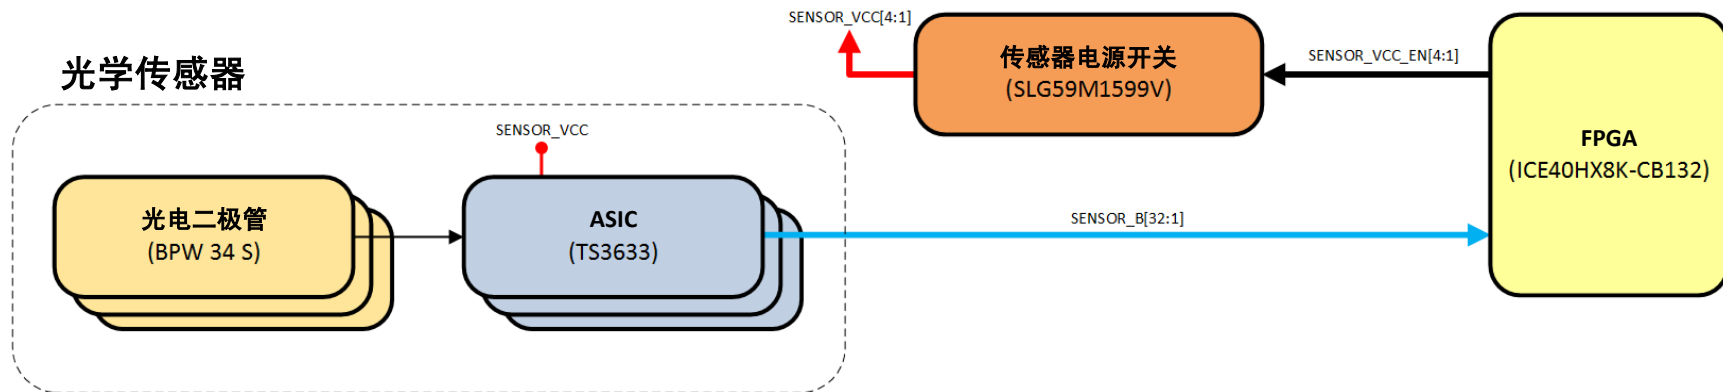 SENSOR_VCC[4:1]
传感器电源开关
(SLG59M1599V)
SENSOR_VCC_EN[4:1]
FPGA
(ICE40HX8K-CB132)
光学传感器
SENSOR_VCC
光电二极管
(BPW 34 S)
ASIC
(TS3633)
SENSOR_B[32:1]